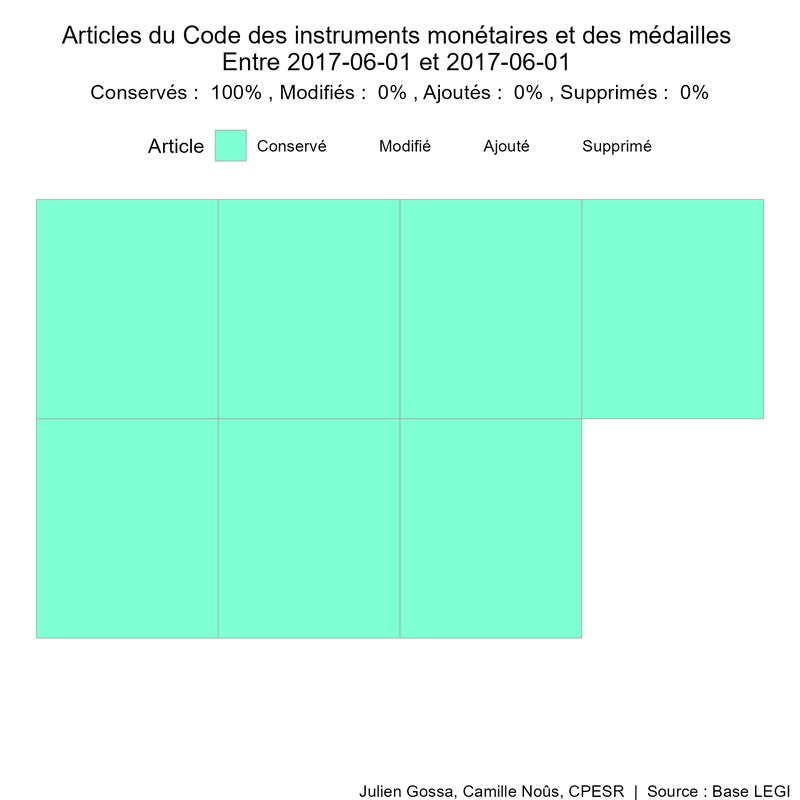 Articles du Code des instruments monétaires et des médailles
Entre 2017-06-01 et 2017-06-01
Conservés :  100% , Modifiés :  0% , Ajoutés :  0% , Supprimés :  0%
Article Conservé Modifié Ajouté Supprimé
Julien Gossa, Camille Noûs, CPESR  |  Source : Base LEGI